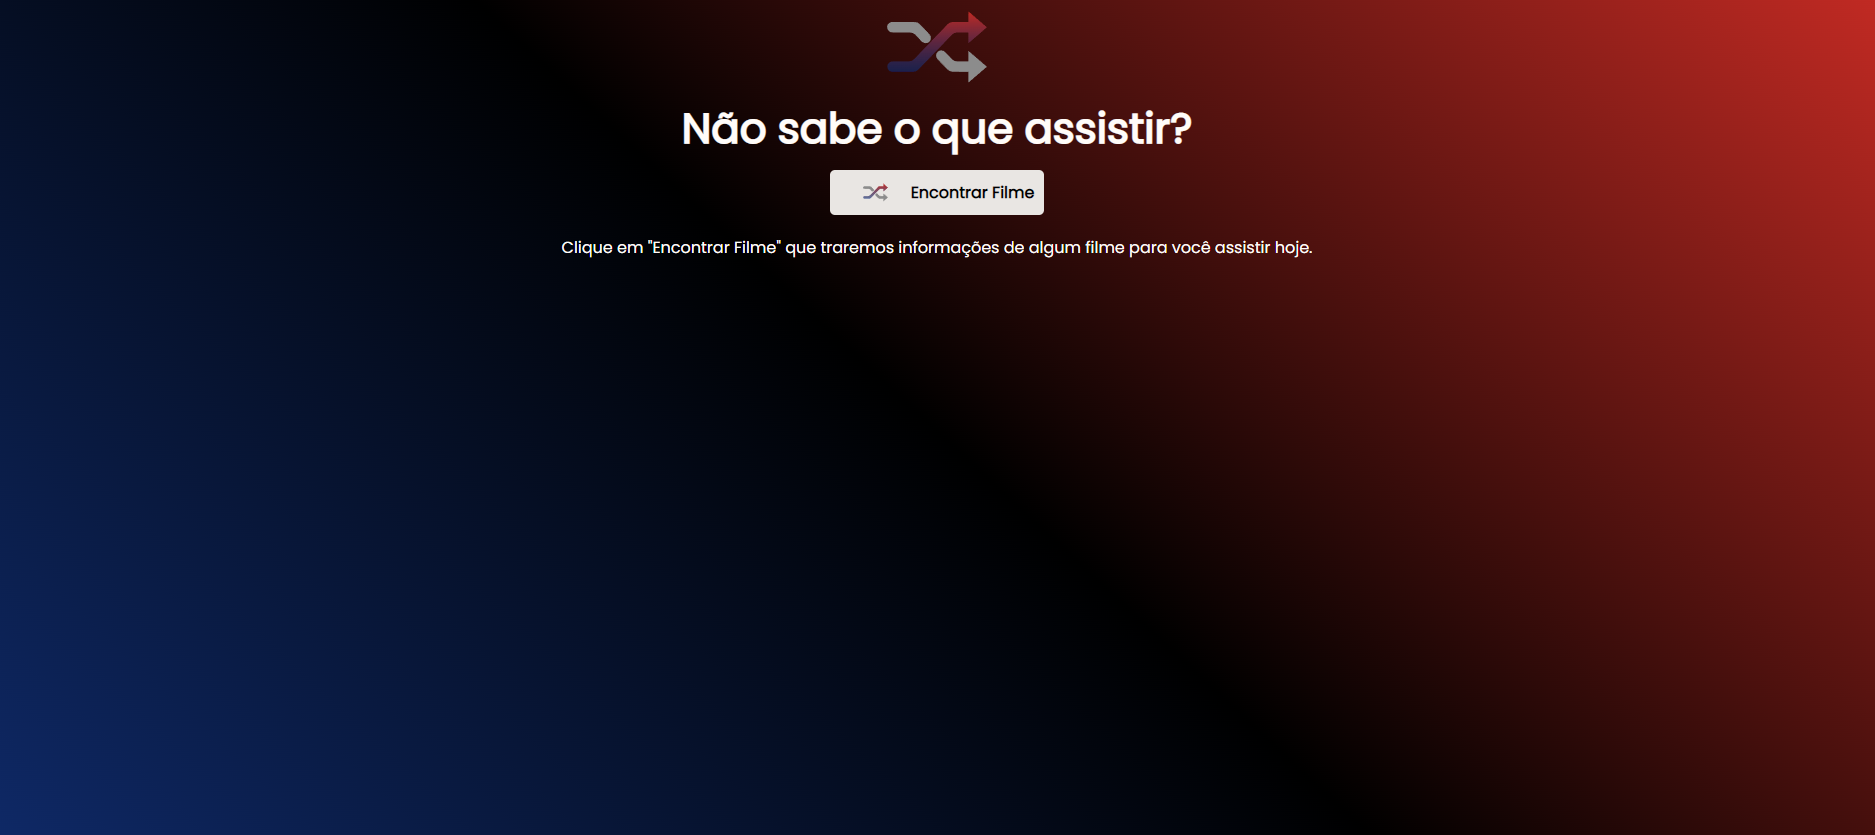 Não sabe o que assistir?
Encontrar Filme
Clique em "Encontrar Filme" que traremos informações de algum filme para você assistir hoje.